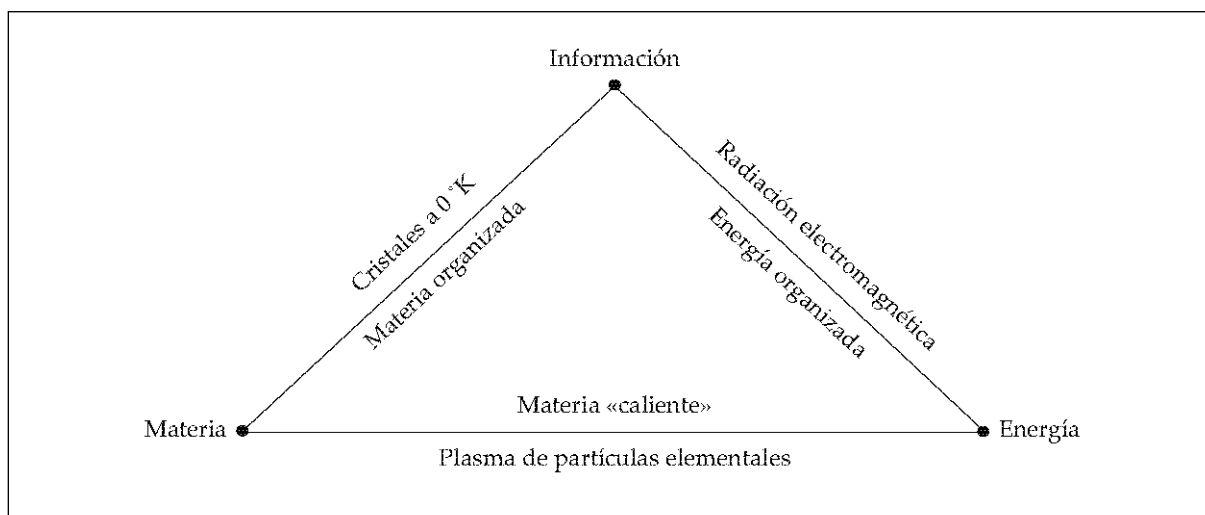 Información
Cristales a 0 °K
Materia organizada
Radiación electromagnética
Energía organizada
Materia «caliente»
Materia
Energía
Plasma de partículas elementales